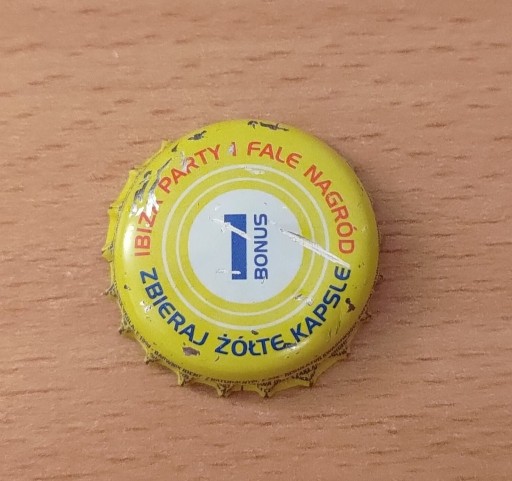 IBIZA PARTY I FALE NAGRÓD
1
BONUS
ZBIERAJ ŻÓŁTE KAPSLE